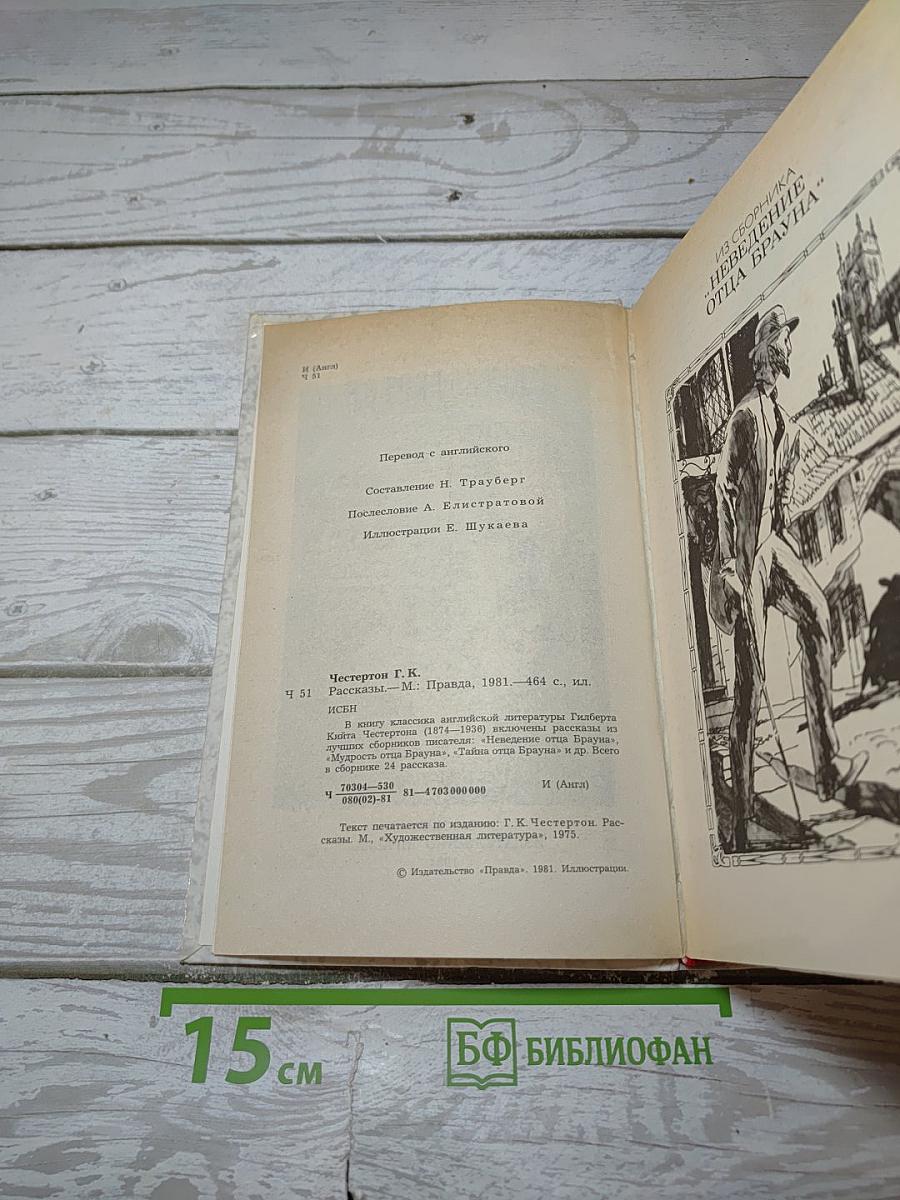 И (Англ)
Ч 51
Перевод с английского
Составление Н. Трауберг
Послесловие А. Елистратовой
Иллюстрации Е. Шукаева
Честертон Г. К.
Ч 51 Рассказы.— М.: Правда, 1981.—464 с., ил.
ИСБН
В книгу классика английской литературы Гилберта
Кийта Честертона (1874—1936) включены рассказы из
лучших сборников писателя: «Неведение отца Брауна»,
«Мудрость отца Брауна», «Тайна отца Брауна» и др. Всего
в сборнике 24 рассказа.
Ч 70304—530 81—4703000000 И (Англ)
080(02)-81
Текст печатается по изданию: Г. К. Честертон. Рас-
сказы. М., «Художественная литература», 1975.
© Издательство «Правда». 1981. Иллюстрации.
ИЗ СБОРНИКА
„НЕВЕДЕНИЕ
ОТЦА БРАУНА“
15 см
БФ БИБЛИОФАН